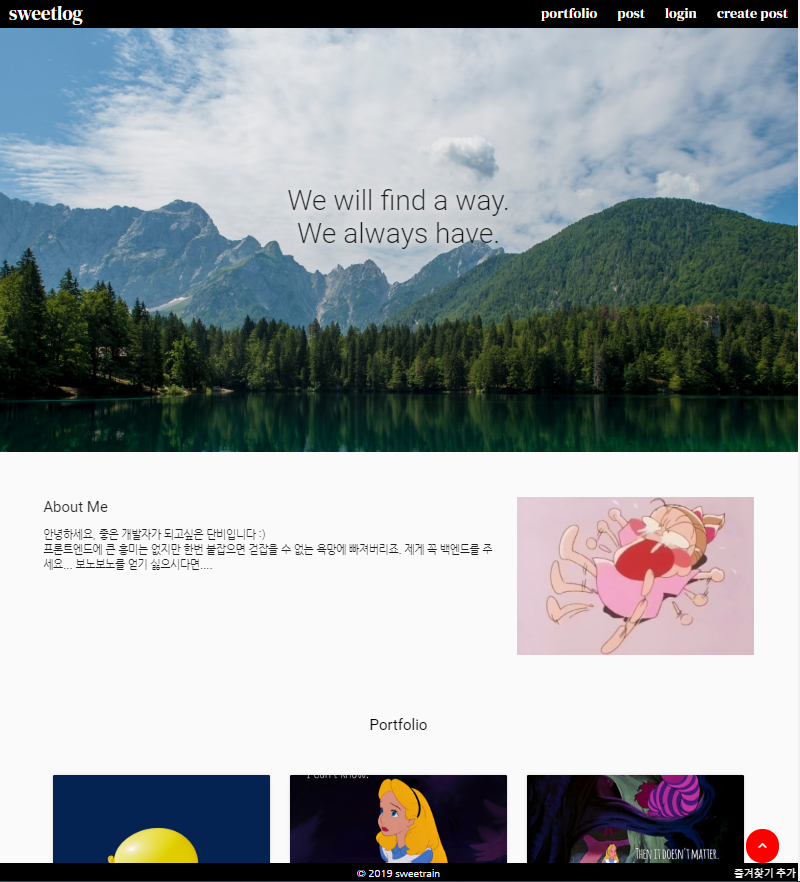 sweetlog
portfolio post login create post
We will find a way.
We always have.
About Me
안녕하세요, 좋은 개발자가 되고싶은 단비입니다 :)
프론트엔드에 큰 흥미는 없지만 한번 붙잡으면 걷잡을 수 없는 욕망에 빠져버리죠. 제게 꼭 백엔드를 주
세요... 보노보노를 얻기 싫으시다면....
Portfolio
I DON'T KNOW.
THEN IT DOESN'T MATTER.
© 2019 sweetrain
즐겨찾기 추가